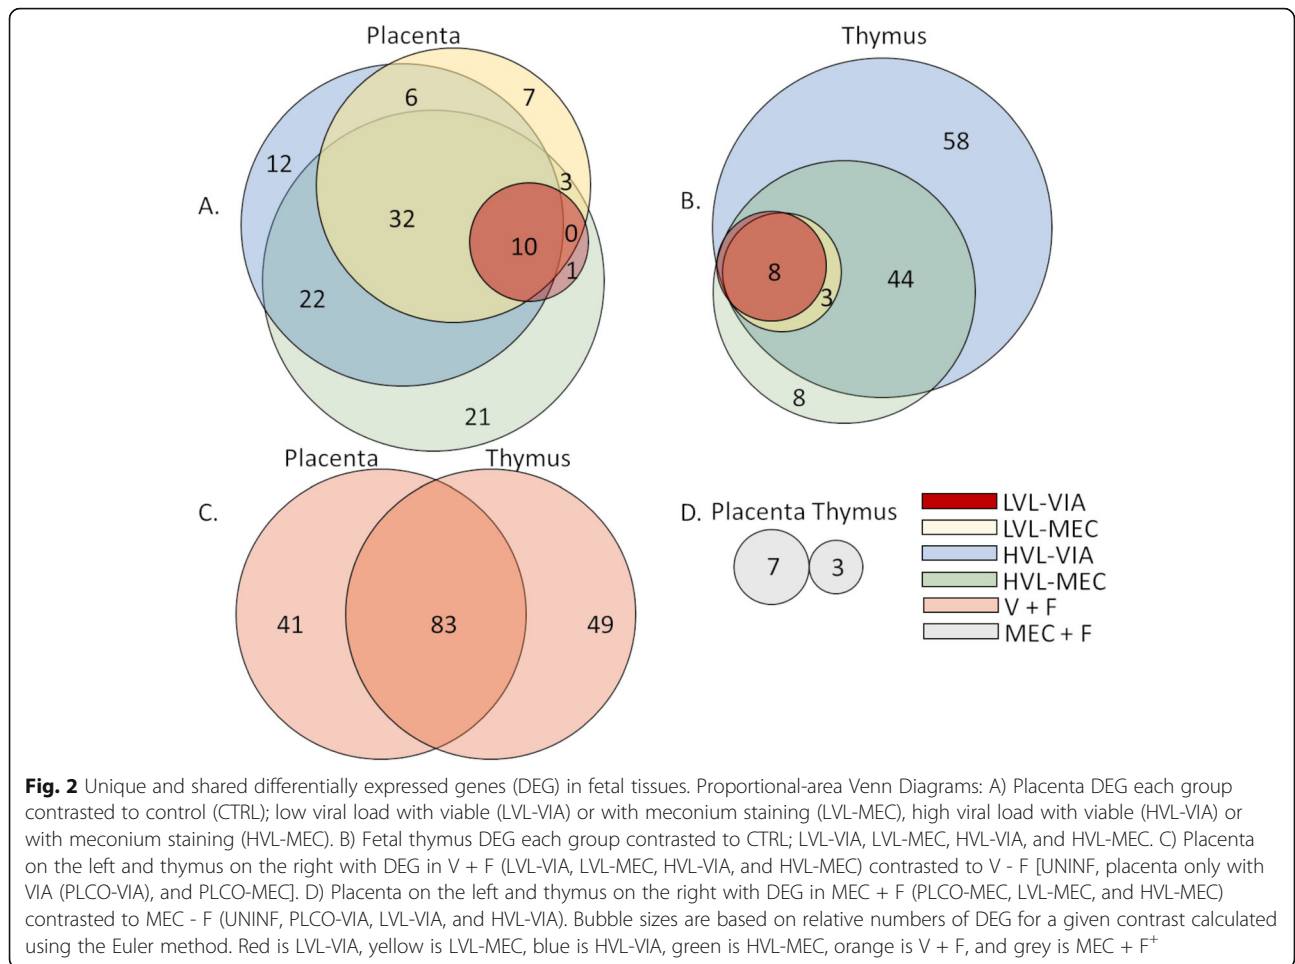 Placenta
Thymus
6
7
58
12
3
A.
B.
32
0
10
8
44
1
22
3
8
21
Placenta
Thymus
C.
D. Placenta Thymus
LVL-VIA
LVL-MEC
HVL-VIA
HVL-MEC
V + F
MEC + F
41
83
49
7
3
Fig. 2 Unique and shared differentially expressed genes (DEG) in fetal tissues. Proportional-area Venn Diagrams: A) Placenta DEG each group
contrasted to control (CTRL); low viral load with viable (LVL-VIA) or with meconium staining (LVL-MEC), high viral load with viable (HVL-VIA) or
with meconium staining (HVL-MEC). B) Fetal thymus DEG each group contrasted to CTRL; LVL-VIA, LVL-MEC, HVL-VIA, and HVL-MEC. C) Placenta
on the left and thymus on the right with DEG in V + F (LVL-VIA, LVL-MEC, HVL-VIA, and HVL-MEC) contrasted to V - F [UNINF, placenta only with
VIA (PLCO-VIA), and PLCO-MEC]. D) Placenta on the left and thymus on the right with DEG in MEC + F (PLCO-MEC, LVL-MEC, and HVL-MEC)
contrasted to MEC - F (UNINF, PLCO-VIA, LVL-VIA, and HVL-VIA). Bubble sizes are based on relative numbers of DEG for a given contrast calculated
using the Euler method. Red is LVL-VIA, yellow is LVL-MEC, blue is HVL-VIA, green is HVL-MEC, orange is V + F, and grey is MEC + F⁺